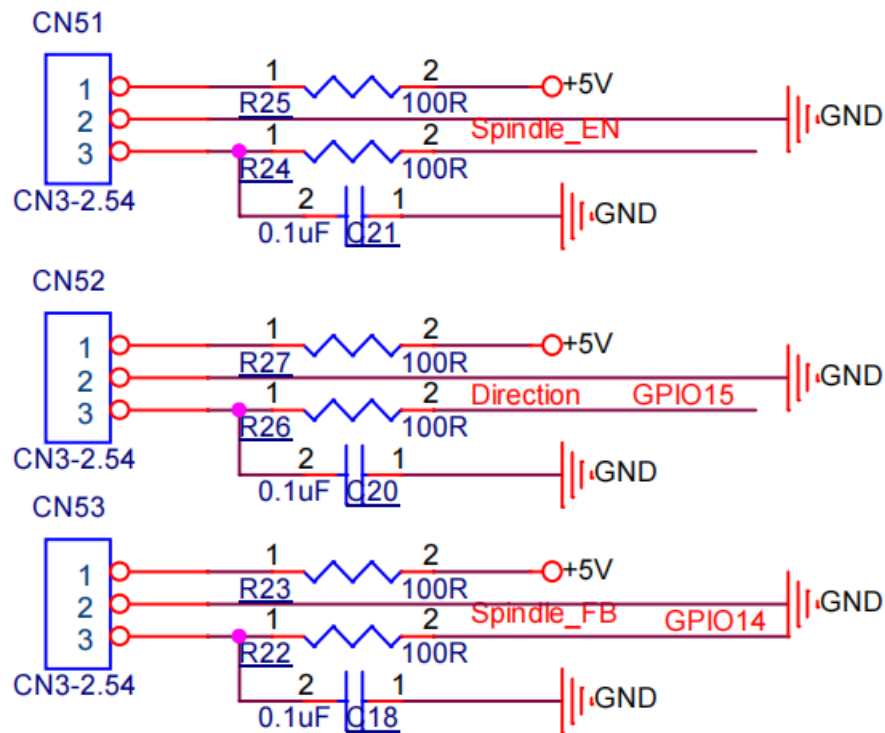 CN51
1 1 2 +5V
R25 100R
2 GND
Spindle_EN
3 1 2
R24 100R
CN3-2.54
2 1 GND
0.1uF C21
CN52
1 1 2 +5V
R27 100R
2 GND
3 1 2 Direction GPIO15
R26 100R
CN3-2.54
2 1 GND
0.1uF C20
CN53
1 1 2 +5V
R23 100R
2 GND
Spindle_FB GPIO14
3 1 2
R22 100R
CN3-2.54
2 1 GND
0.1uF C18